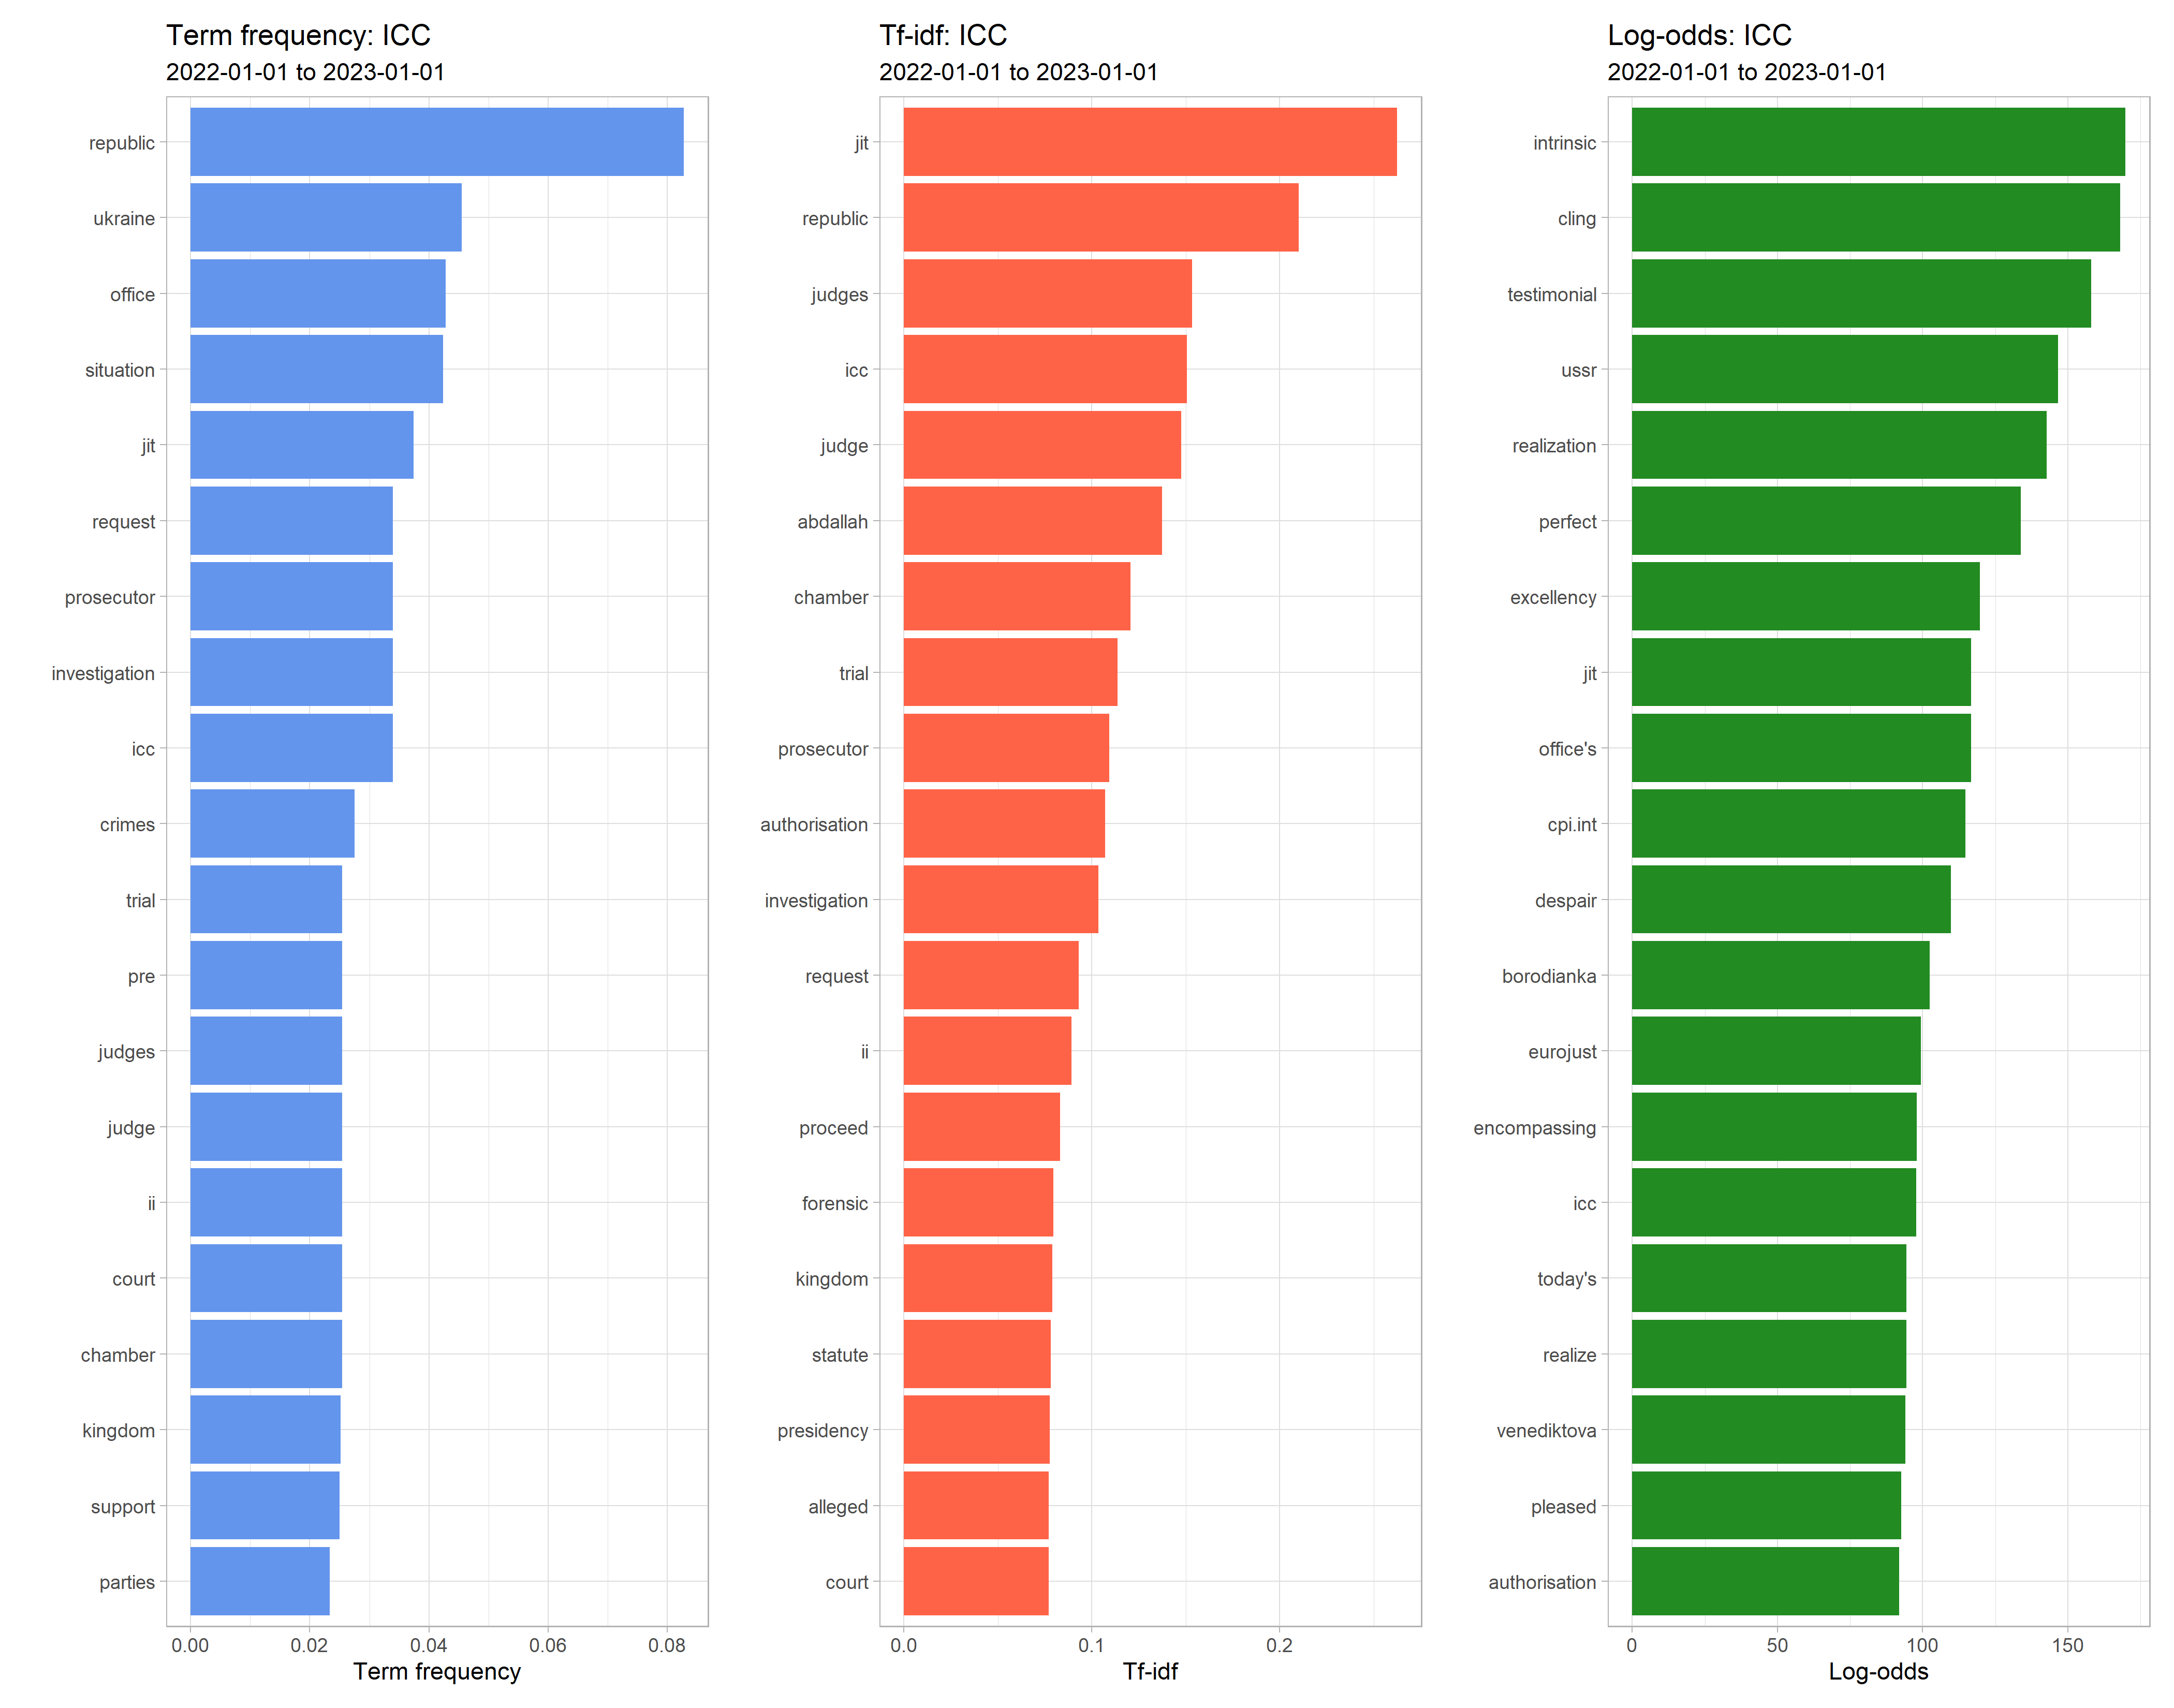 Term frequency: ICC
2022-01-01 to 2023-01-01
republic
ukraine
office
situation
jit
request
prosecutor
investigation
icc
crimes
trial
pre
judges
judge
ii
court
chamber
kingdom
support
parties
0.00 0.02 0.04 0.06 0.08
Term frequency
Tf-idf: ICC
2022-01-01 to 2023-01-01
jit
republic
judges
icc
judge
abdallah
chamber
trial
prosecutor
authorisation
investigation
request
ii
proceed
forensic
kingdom
statute
presidency
alleged
court
0.0 0.1 0.2
Tf-idf
Log-odds: ICC
2022-01-01 to 2023-01-01
intrinsic
cling
testimonial
ussr
realization
perfect
excellency
jit
office's
cpi.int
despair
borodianka
eurojust
encompassing
icc
today's
realize
venediktova
pleased
authorisation
0 50 100 150
Log-odds